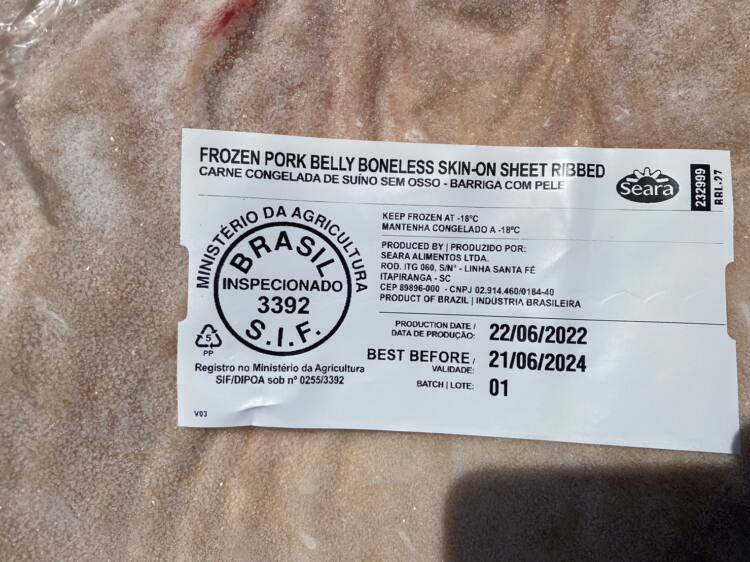 FROZEN PORK BELLY BONELESS SKIN-ON SHEET RIBBED
CARNE CONGELADA DE SUÍNO SEM OSSO - BARRIGA COM PELE
Seara
232999
RRL-27
MINISTÉRIO DA AGRICULTURA
BRASIL
INSPECIONADO
3392
S.I.F.
5
PP
Registro no Ministério da Agricultura
SIF/DIPOA sob nº 0255/3392
V03
KEEP FROZEN AT -18ºC
MANTENHA CONGELADO A -18ºC
PRODUCED BY | PRODUZIDO POR:
SEARA ALIMENTOS LTDA.
ROD. ITG 060, S/Nº - LINHA SANTA FÉ
ITAPIRANGA - SC
CEP 89896-000 - CNPJ 02.914.460/0184-40
PRODUCT OF BRAZIL | INDÚSTRIA BRASILEIRA
PRODUCTION DATE / 22/06/2022
DATA DE PRODUÇÃO:
BEST BEFORE / 21/06/2024
VALIDADE:
BATCH | LOTE: 01